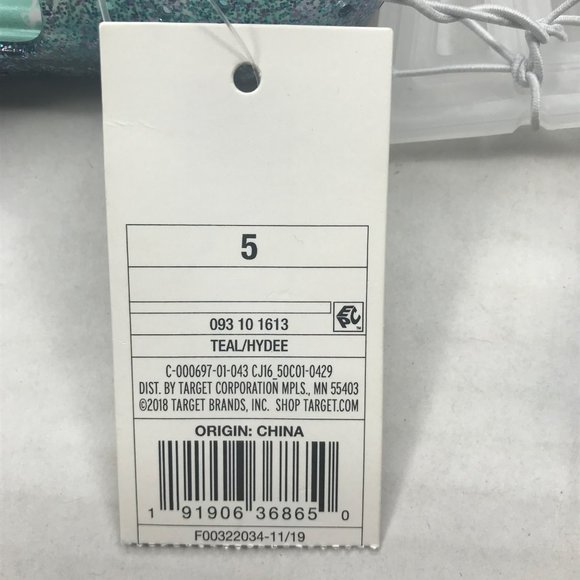 5
EPC™
093 10 1613
TEAL/HYDEE
C-000697-01-043 CJ16_50C01-0429
DIST. BY TARGET CORPORATION MPLS., MN 55403
©2018 TARGET BRANDS, INC. SHOP TARGET.COM
ORIGIN: CHINA
1 91906 36865 0
F00322034-11/19